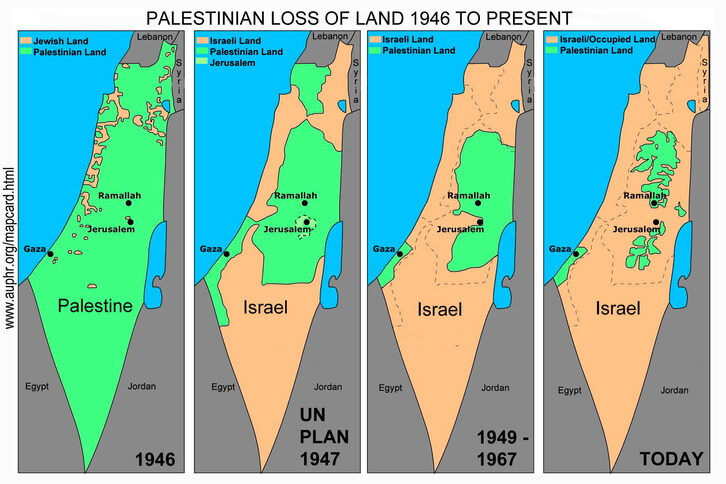 PALESTINIAN LOSS OF LAND 1946 TO PRESENT
www.auphr.org/mapcard.html
Jewish Land
Palestinian Land
Lebanon
Syria
Ramallah
Jerusalem
Gaza
Palestine
Egypt
Jordan
1946
Israeli Land
Palestinian Land
Jerusalem
Lebanon
Syria
Ramallah
Jerusalem
Gaza
Israel
Egypt
Jordan
UN
PLAN
1947
Israeli Land
Palestinian Land
Lebanon
Syria
Ramallah
Jerusalem
Gaza
Israel
Egypt
Jordan
1949 -
1967
Israeli/Occupied Land
Palestinian Land
Lebanon
Syria
Ramallah
Jerusalem
Gaza
Israel
Egypt
Jordan
TODAY